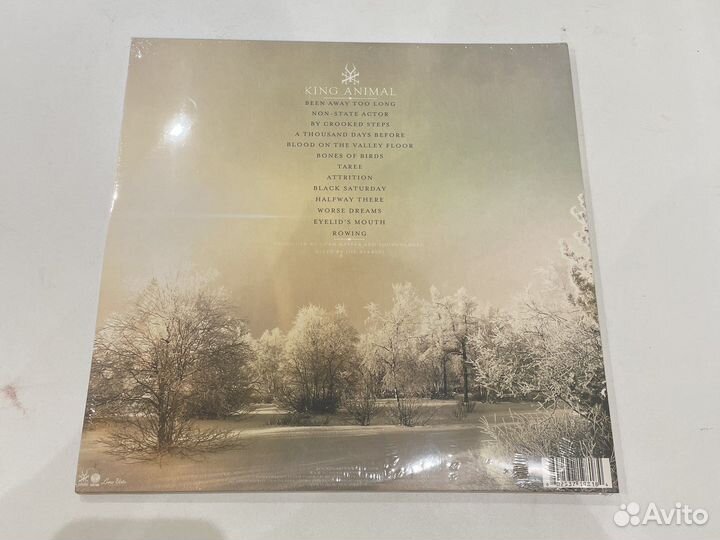 KING ANIMAL
BEEN AWAY TOO LONG
NON-STATE ACTOR
BY CROOKED STEPS
A THOUSAND DAYS BEFORE
BLOOD ON THE VALLEY FLOOR
BONES OF BIRDS
TAREE
ATTRITION
BLACK SATURDAY
HALFWAY THERE
WORSE DREAMS
EYELID'S MOUTH
ROWING
Avito